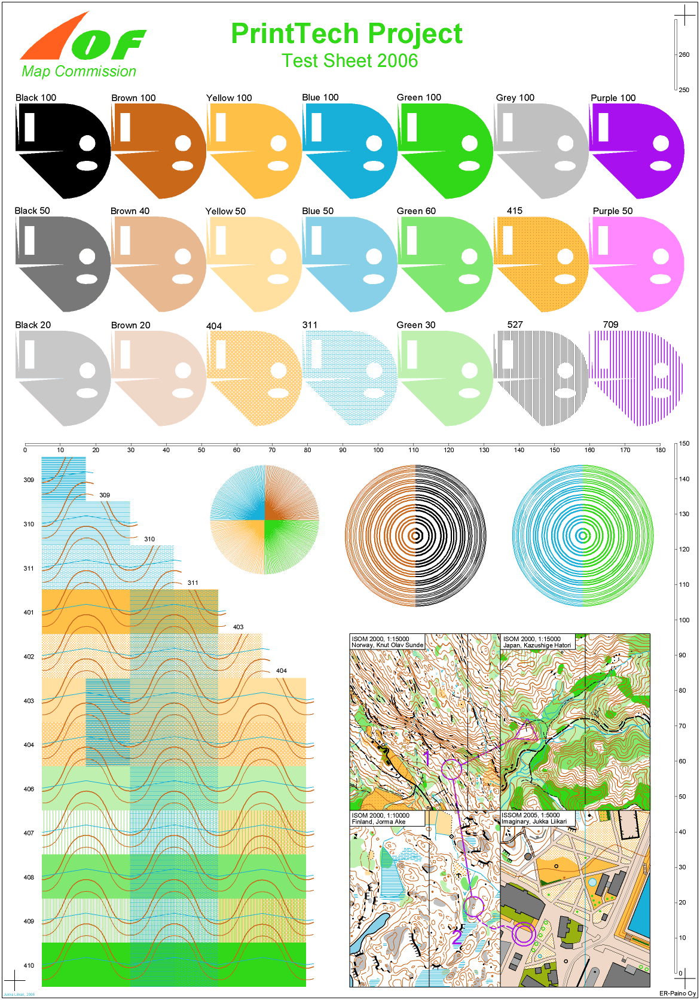 IOF
Map Commission
PrintTech Project
Test Sheet 2006
260
250
Black 100 Brown 100 Yellow 100 Blue 100 Green 100 Grey 100 Purple 100
Black 50 Brown 40 Yellow 50 Blue 50 Green 60 415 Purple 50
Black 20 Brown 20 404 311 Green 30 527 709
0 10 20 30 40 50 60 70 80 90 100 110 120 130 140 150 160 170 180
150
140
130
120
110
100
90
80
70
60
50
40
30
20
10
0
309
309
310
310
311
311
401
403
402
404
403
404
406
407
408
409
410
ISOM 2000, 1:15000
Norway, Knut Olav Sunde
ISOM 2000, 1:15000
Japan, Kazushige Hatori
1
ISOM 2000, 1:10000
Finland, Jorma Ake
ISSOM 2005, 1:5000
Imaginary, Jukka Liikari
2
Jukka Liikari, 2006
ER-Paino Oy